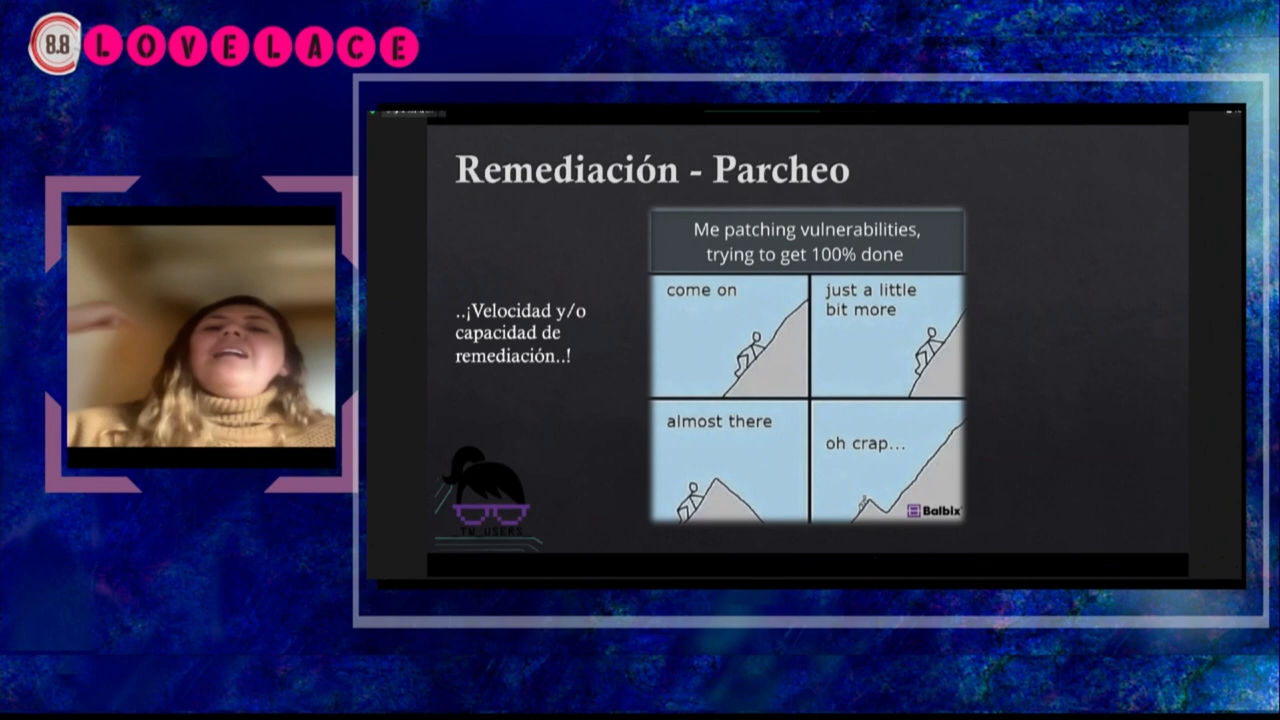 8.8 LOVELACE
Remediación - Parcheo
Me patching vulnerabilities,
trying to get 100% done
come on
just a little
bit more
..¡Velocidad y/o
capacidad de
remediación..!
almost there
oh crap...
Balbix
TW_USERS